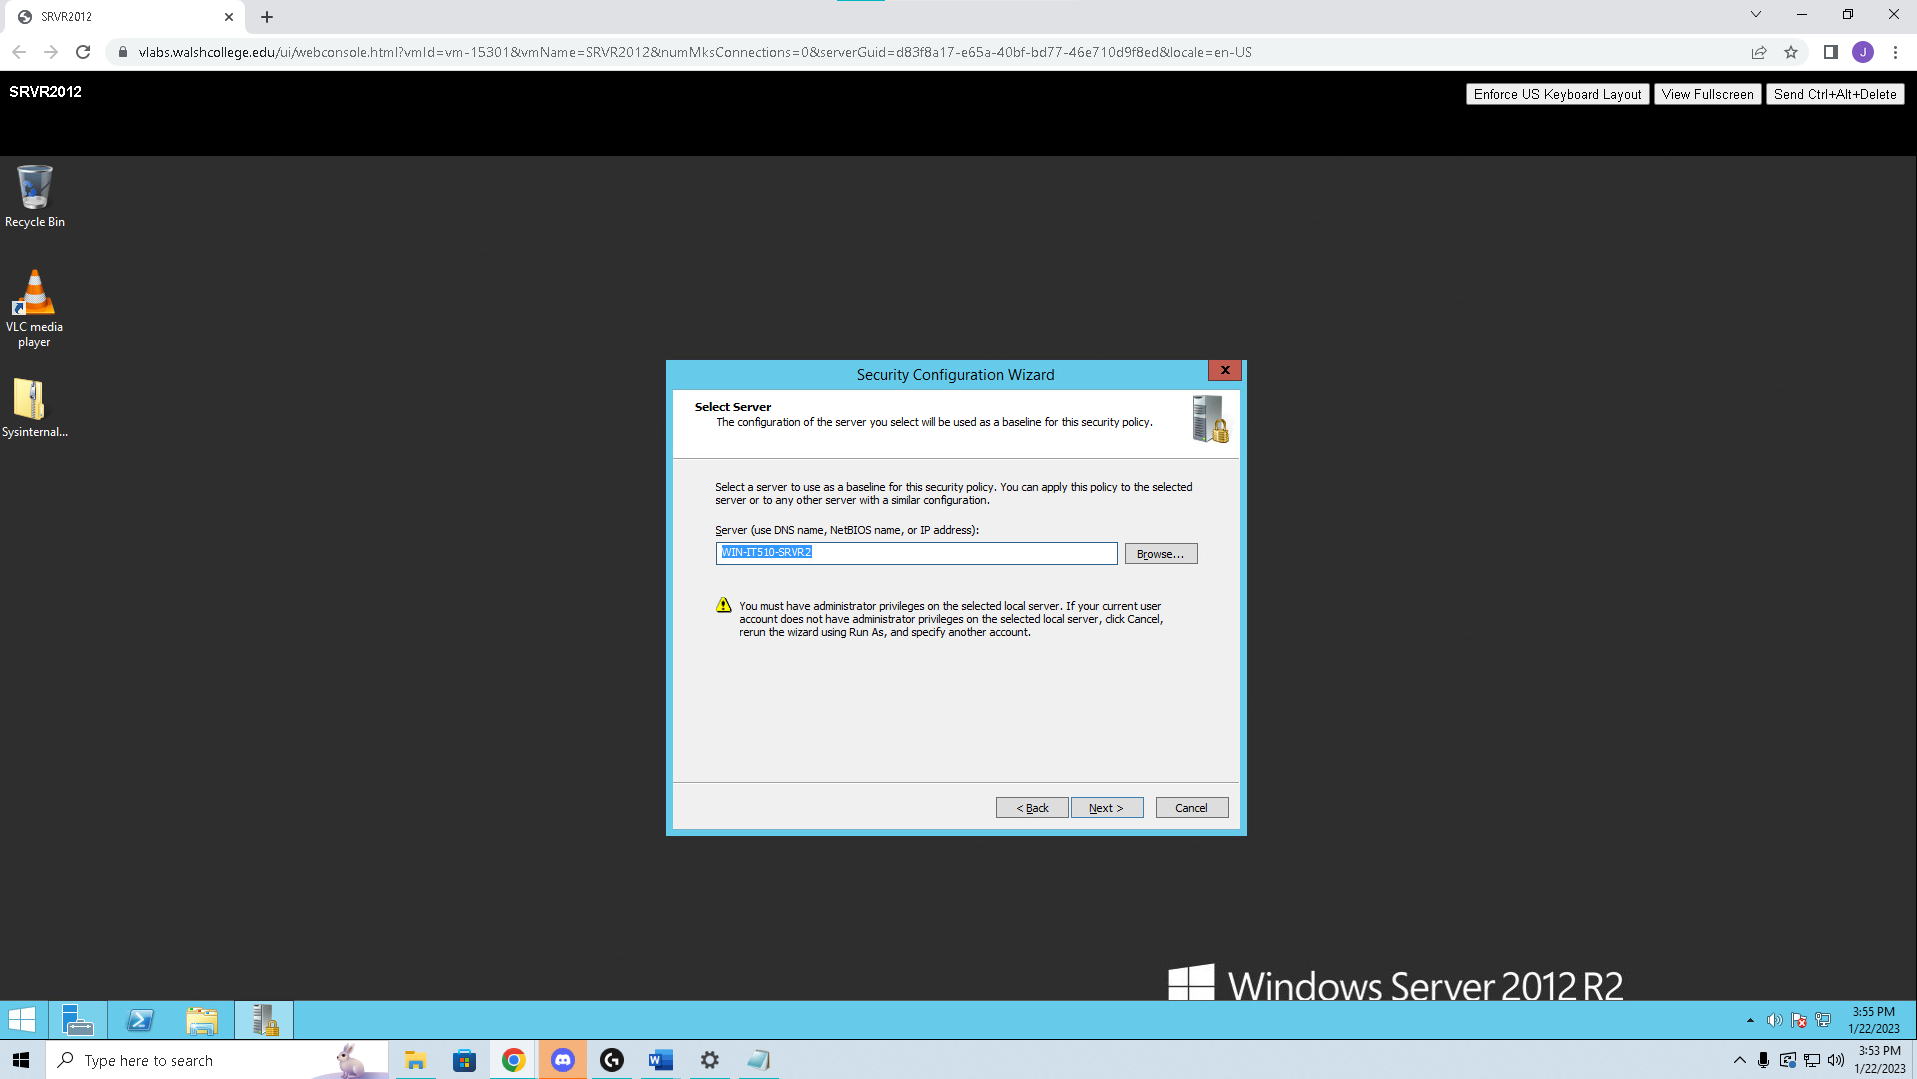 SRVR2012
vlabs.walshcollege.edu/ui/webconsole.html?vmId=vm-15301&vmName=SRVR2012&numMksConnections=0&serverGuid=d83f8a17-e65a-40bf-bd77-46e710d9f8ed&locale=en-US
J
SRVR2012
Enforce US Keyboard Layout
View Fullscreen
Send Ctrl+Alt+Delete
Recycle Bin
VLC media
player
Sysinternal...
Security Configuration Wizard
x
Select Server
The configuration of the server you select will be used as a baseline for this security policy.
Select a server to use as a baseline for this security policy. You can apply this policy to the selected
server or to any other server with a similar configuration.
Server (use DNS name, NetBIOS name, or IP address):
WIN-IT510-SRVR2
Browse...
You must have administrator privileges on the selected local server. If your current user
account does not have administrator privileges on the selected local server, click Cancel,
rerun the wizard using Run As, and specify another account.
< Back
Next >
Cancel
Windows Server 2012 R2
3:55 PM
1/22/2023
Type here to search
3:53 PM
1/22/2023